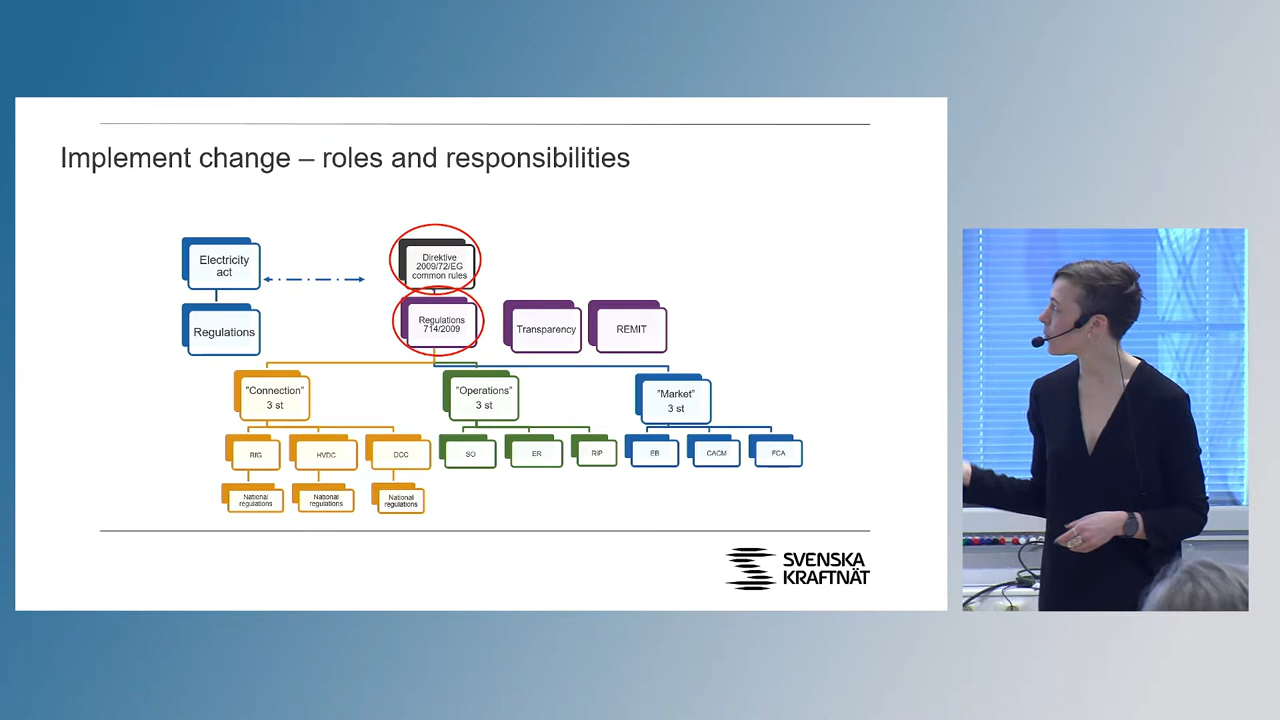 Implement change – roles and responsibilities
Electricity
act
Direktive
2009/72/EG
common rules
Regulations
Regulations
714/2009
Transparency
REMIT
"Connection"
3 st
"Operations"
3 st
"Market"
3 st
RfG
HVDC
DCC
SO
ER
RfP
EB
CACM
FCA
National
regulations
National
regulations
National
regulations
SVENSKA
KRAFTNÄT